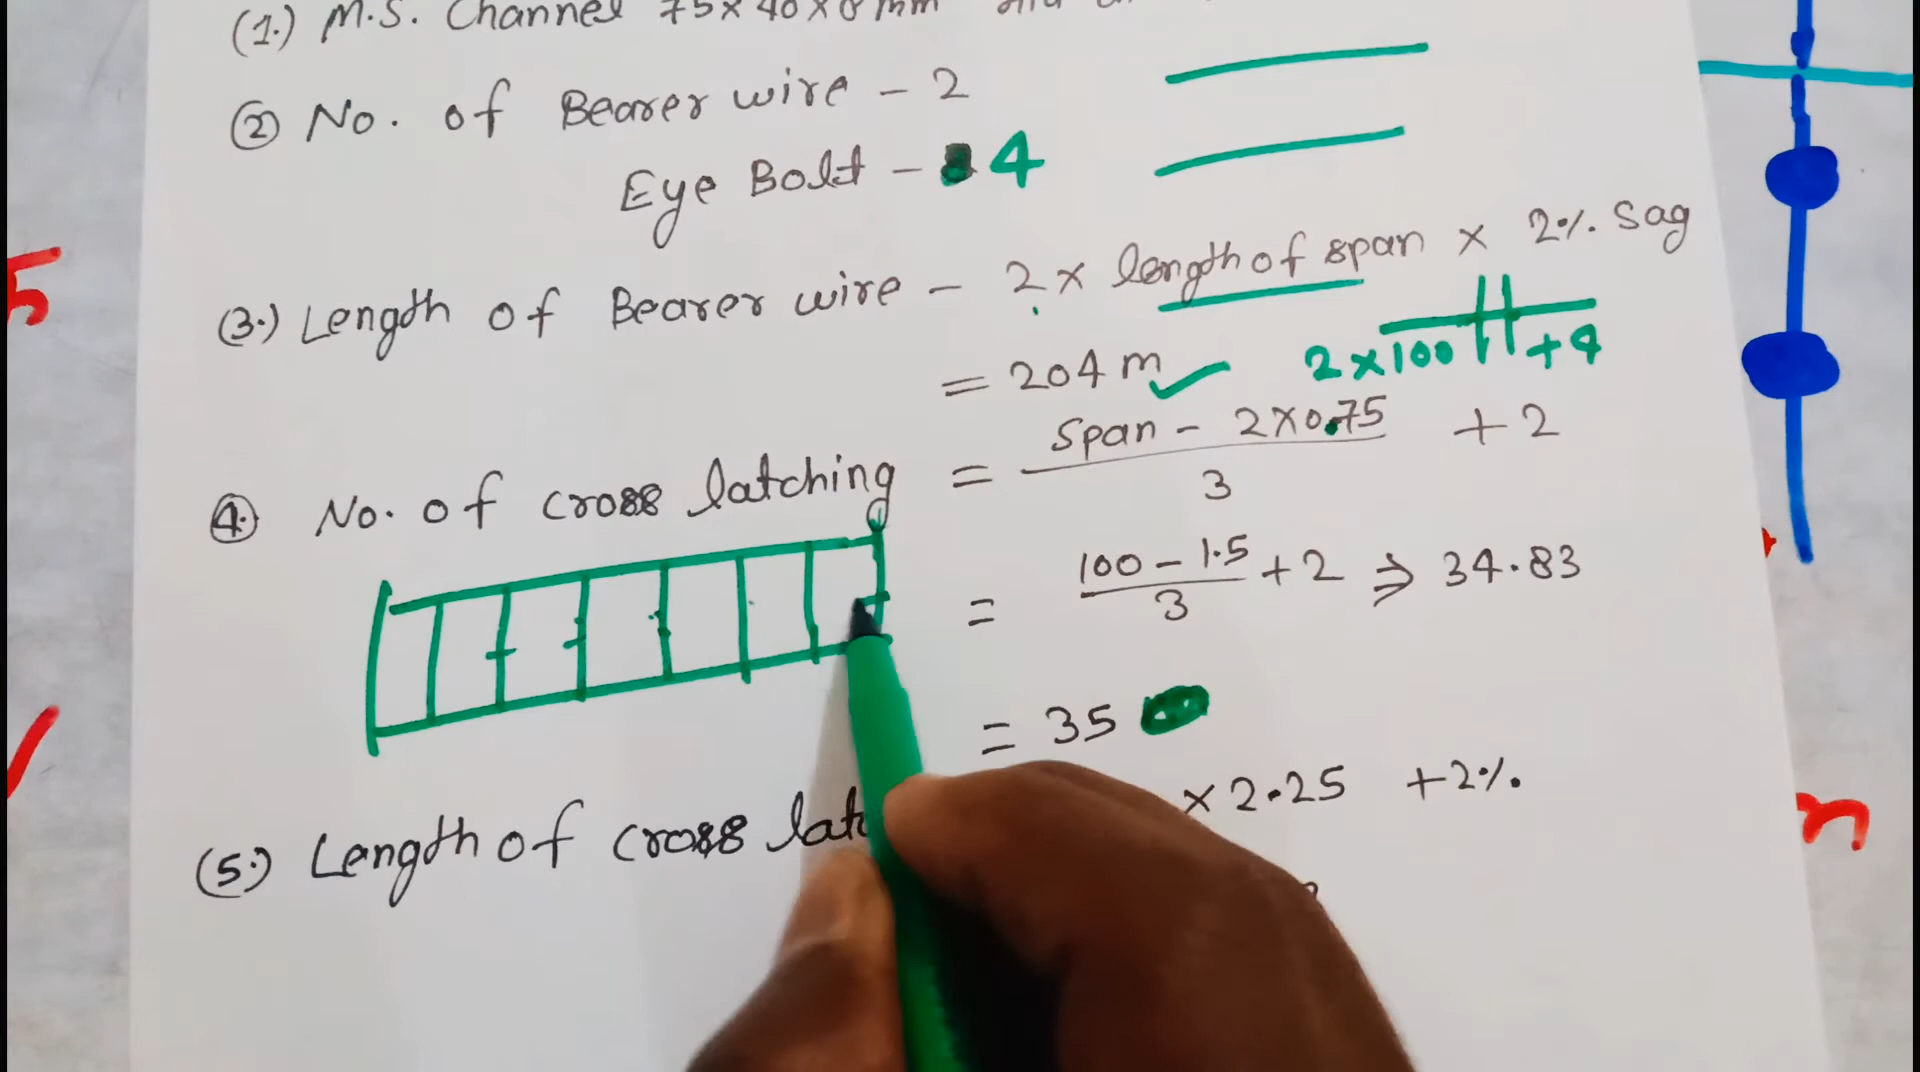 (1.) M.S. Channel 75 x 40 x 6 mm
② No. of Bearer wire - 2
Eye Bolt - 4
(3.) Length of Bearer wire - 2 x length of span x 2% Sag
= 204 m ✓ 2 x 100 + 4
④ No. of cross latching = Span - 2 x 0.75 / 3 + 2
= 100 - 1.5 / 3 + 2 ⇒ 34.83
= 35
(5.) Length of cross x 2.25 + 2%
5
n